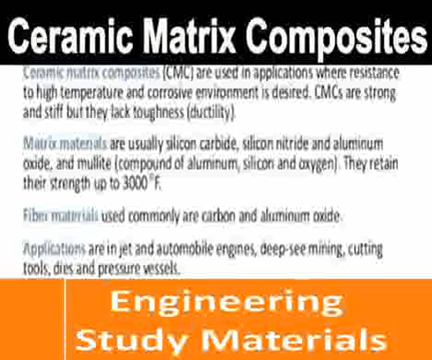 Ceramic Matrix Composites
Ceramic matrix composites (CMC) are used in applications where resistance
to high temperature and corrosive environment is desired. CMCs are strong
and stiff but they lack toughness (ductility)
Matrix materials are usually silicon carbide, silicon nitride and aluminum
oxide, and mullite (compound of aluminum, silicon and oxygen). They retain
their strength up to 3000 °F.
Fiber materials used commonly are carbon and aluminum oxide.
Applications are in jet and automobile engines, deep-see mining, cutting
tools, dies and pressure vessels.
Engineering
Study Materials